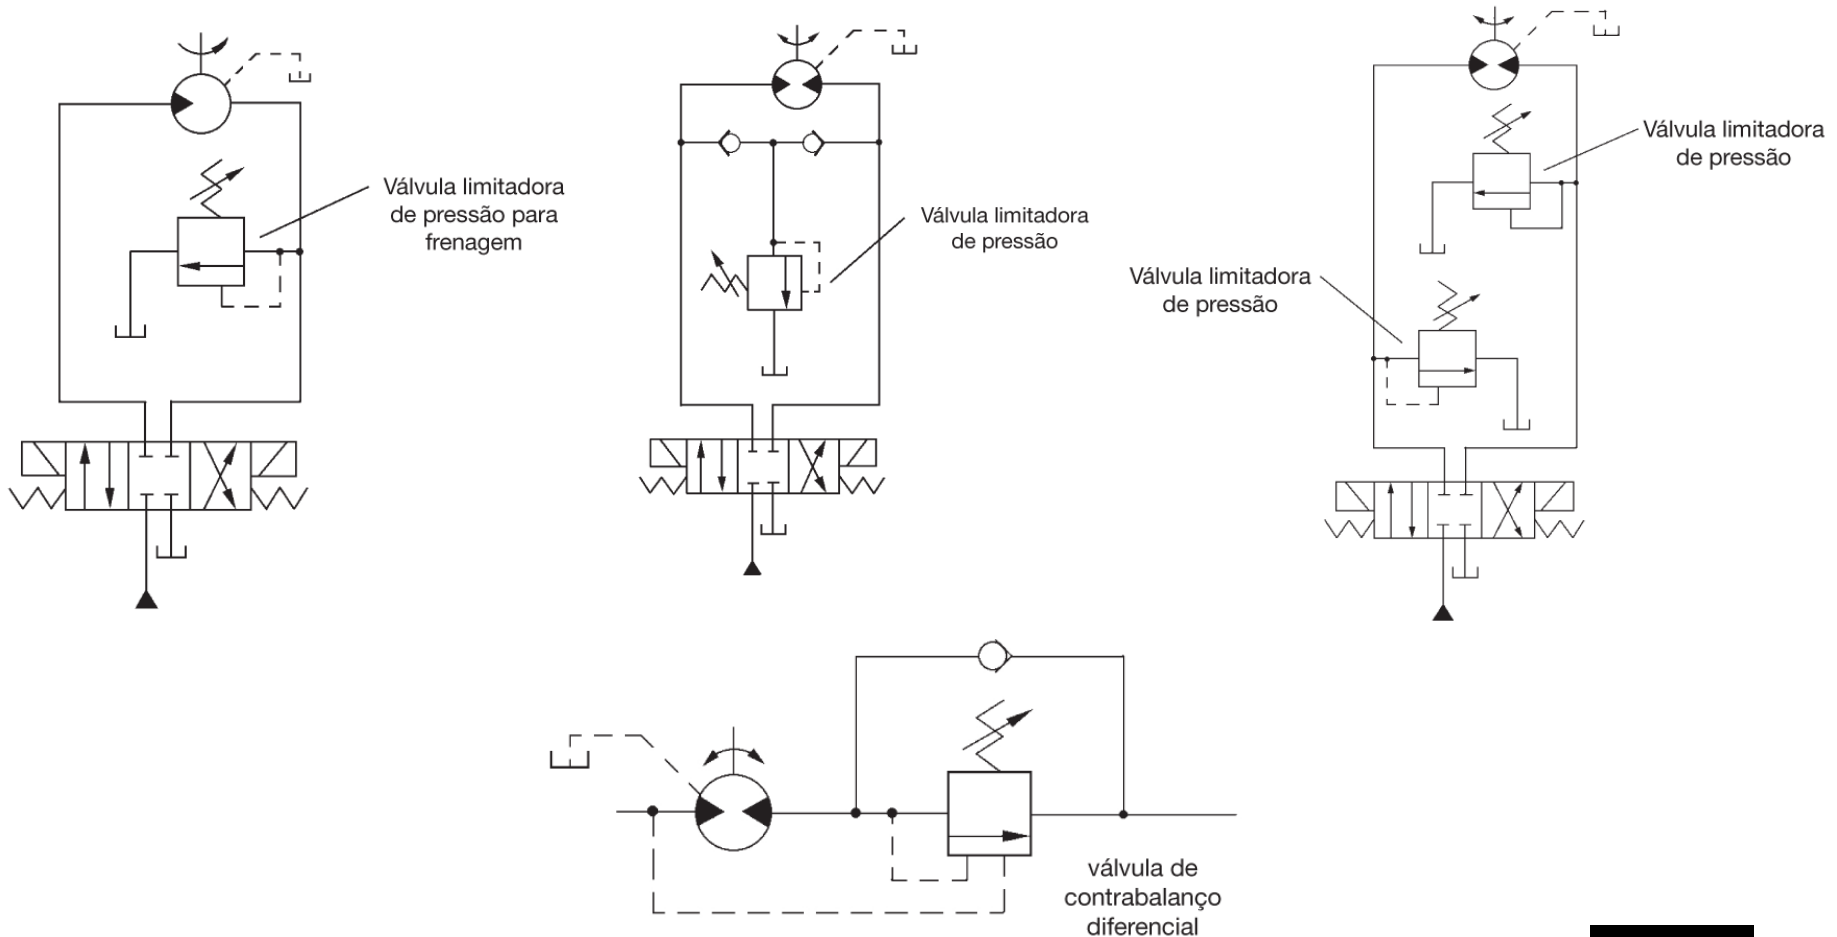 Válvula limitadora
de pressão para
frenagem
Válvula limitadora
de pressão
Válvula limitadora
de pressão
Válvula limitadora
de pressão
válvula de
contrabalanço
diferencial